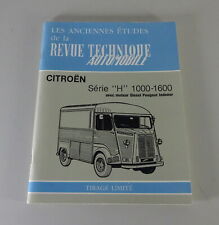 LES ANCIENNES ÉTUDES
de la
REVUE TECHNIQUE
AUTOMOBILE
CITROËN
Série "H" 1000-1600
avec moteur Diesel Peugeot Indenor
TIRAGE LIMITÉ